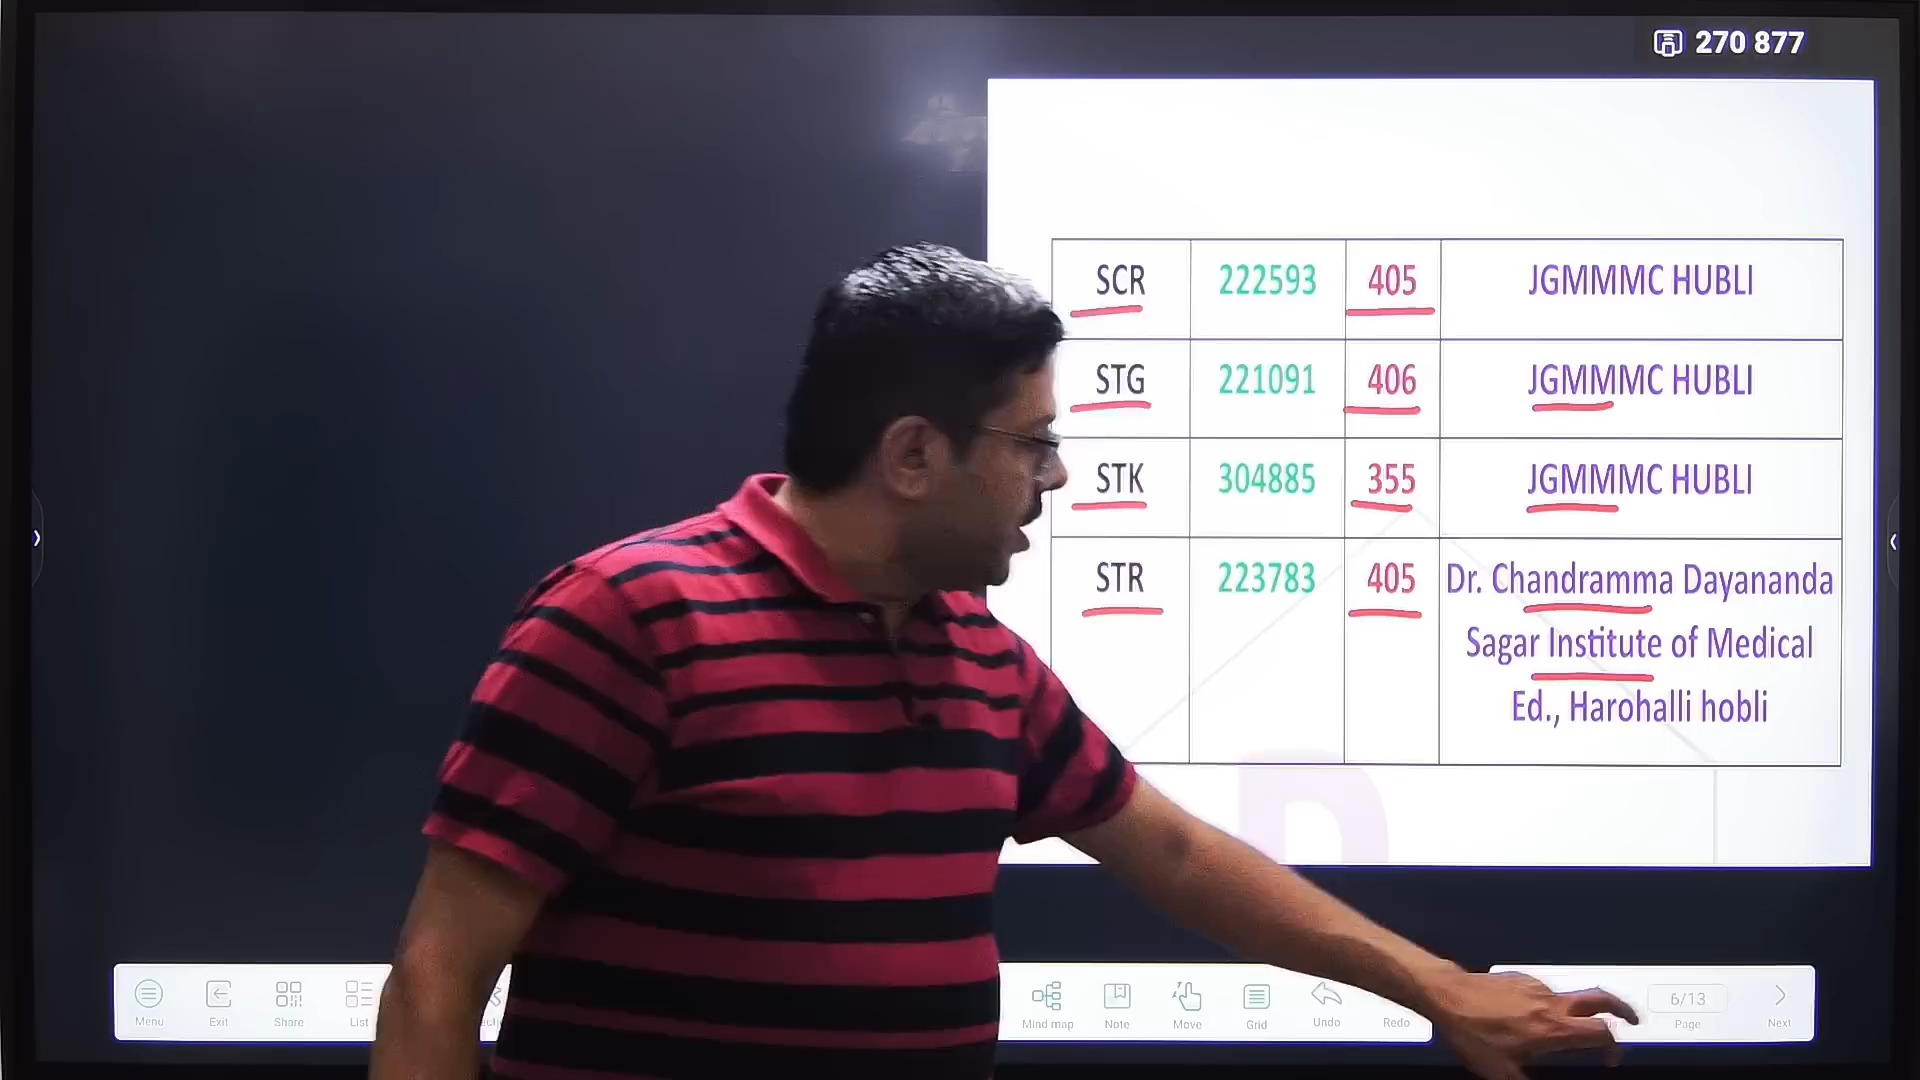 270 877
SCR 222593 405 JGMMMC HUBLI
STG 221091 406 JGMMMC HUBLI
STK 304885 355 JGMMMC HUBLI
STR 223783 405 Dr. Chandramma Dayananda
Sagar Institute of Medical
Ed., Harohalli hobli
Menu Exit Share List Mind map Note Move Grid Undo Redo 6/13 Page Next